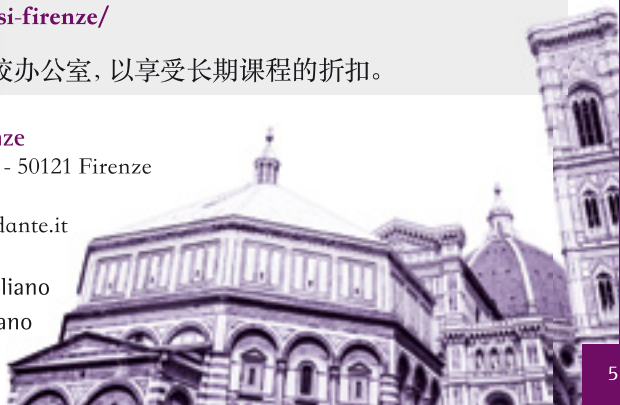 si-firenze/
校办公室, 以享受长期课程的折扣。
nze
- 50121 Firenze
dante.it
liano
ano
5